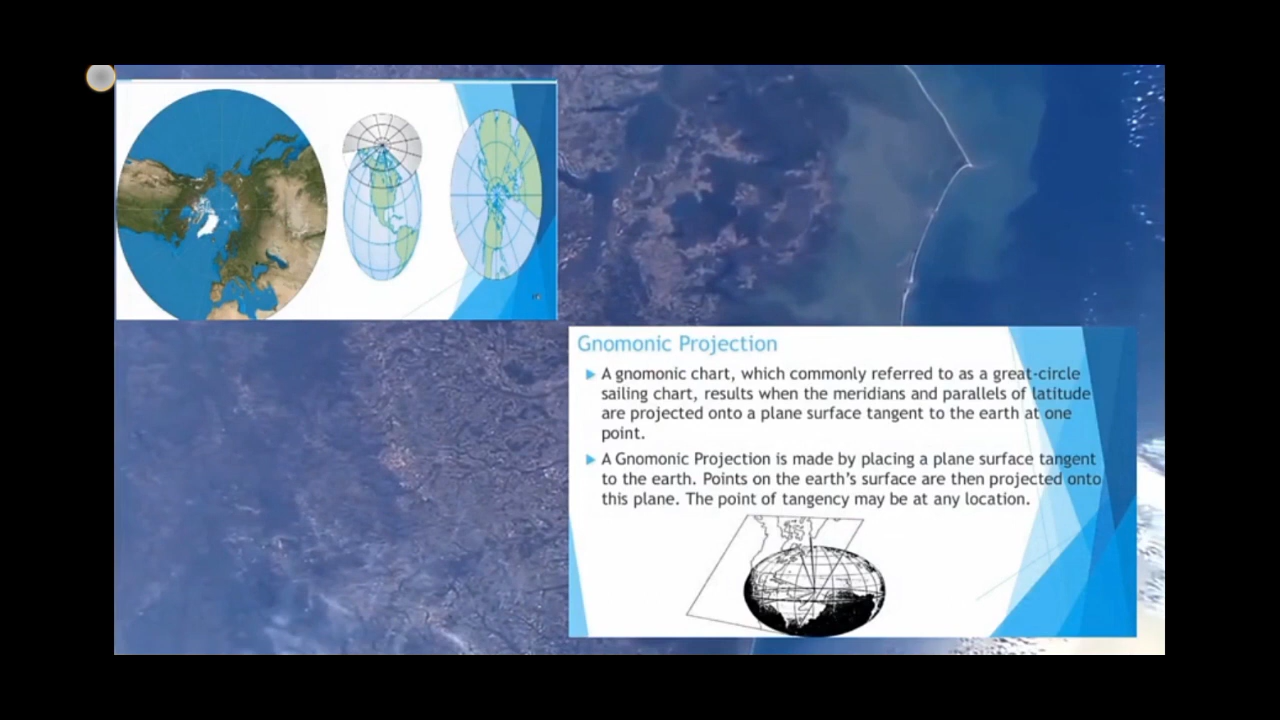 Gnomonic Projection
A gnomonic chart, which commonly referred to as a great-circle
sailing chart, results when the meridians and parallels of latitude
are projected onto a plane surface tangent to the earth at one
point.
A Gnomonic Projection is made by placing a plane surface tangent
to the earth. Points on the earth’s surface are then projected onto
this plane. The point of tangency may be at any location.